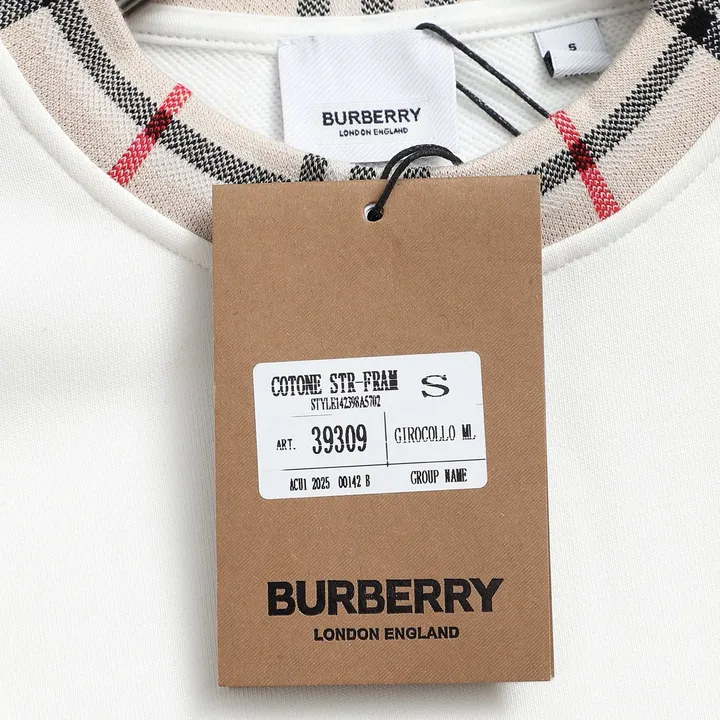 BURBERRY
LONDON ENGLAND
S
COTONE STR-FRAM S
STYLE142398A5702
ART. 39309 GIROCOLLO ML
ACU1 2025 00142 B GROUP NAME
BURBERRY
LONDON ENGLAND